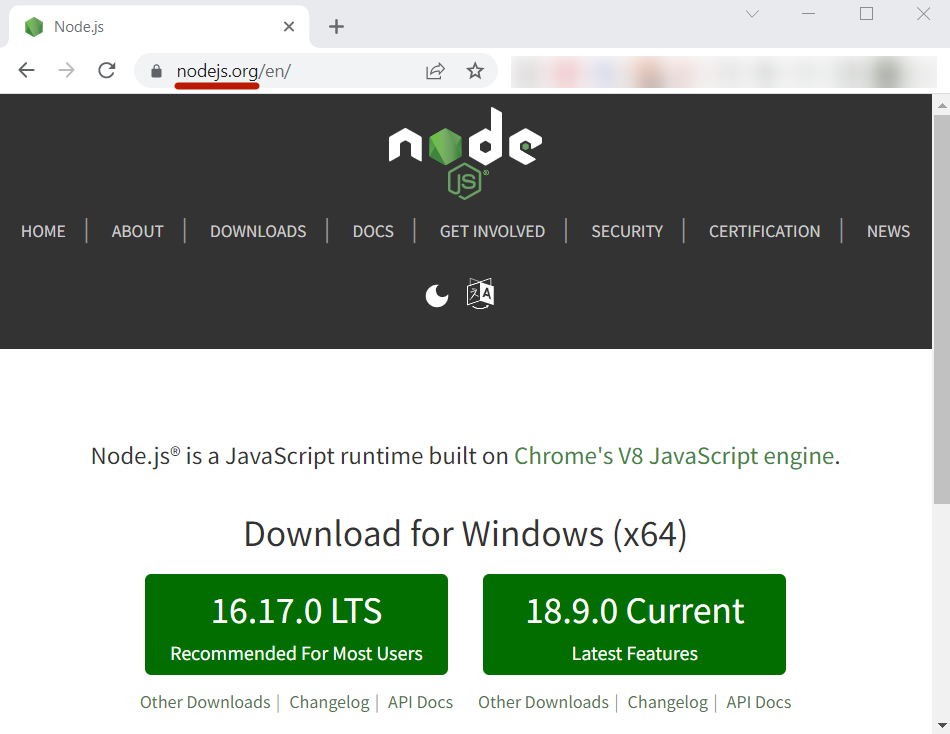 Node.js
nodejs.org/en/
node
JS®
HOME | ABOUT | DOWNLOADS | DOCS | GET INVOLVED | SECURITY | CERTIFICATION | NEWS
A
Node.js® is a JavaScript runtime built on Chrome's V8 JavaScript engine.
Download for Windows (x64)
16.17.0 LTS
Recommended For Most Users
18.9.0 Current
Latest Features
Other Downloads | Changelog | API Docs
Other Downloads | Changelog | API Docs